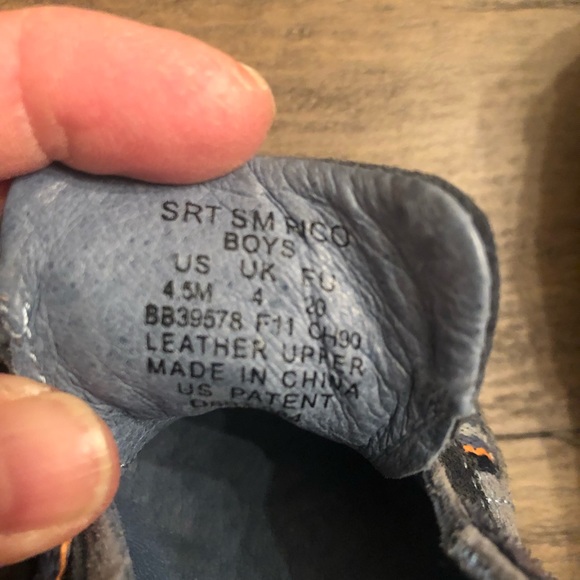 SRT SM PICO
BOYS
US UK EU
4.5M 4 20
BB39578 F11 CH90
LEATHER UPPER
MADE IN CHINA
US PATENT